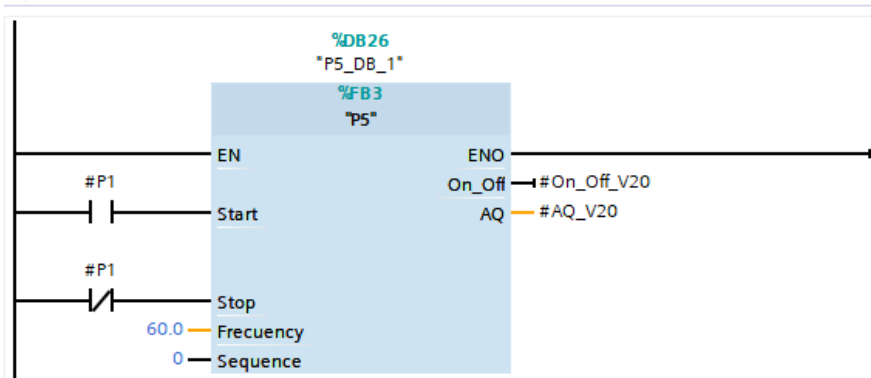 %DB26
"P5_DB_1"
%FB3
"P5"
EN ENO
#P1 On_Off #On_Off_V20
Start AQ #AQ_V20
#P1
Stop
60.0 Frecuency
0 Sequence